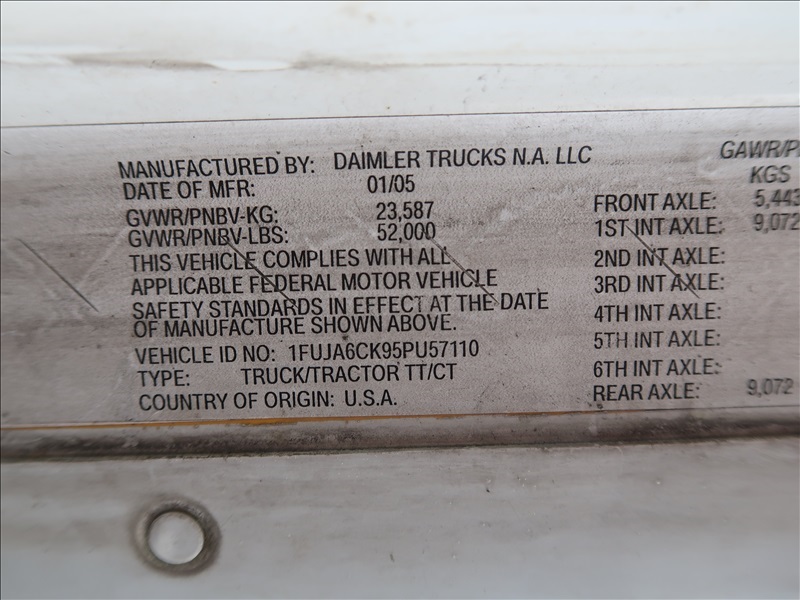 MANUFACTURED BY: DAIMLER TRUCKS N.A. LLC
DATE OF MFR: 01/05
GVWR/PNBV-KG: 23,587
GVWR/PNBV-LBS: 52,000
THIS VEHICLE COMPLIES WITH ALL
APPLICABLE FEDERAL MOTOR VEHICLE
SAFETY STANDARDS IN EFFECT AT THE DATE
OF MANUFACTURE SHOWN ABOVE.
VEHICLE ID NO: 1FUJA6CK95PU57110
TYPE: TRUCK/TRACTOR TT/CT
COUNTRY OF ORIGIN: U.S.A.
KGS
FRONT AXLE: 5,443
1ST INT AXLE: 9,072
2ND INT AXLE:
3RD INT AXLE:
4TH INT AXLE:
5TH INT AXLE:
6TH INT AXLE:
REAR AXLE: 9,072